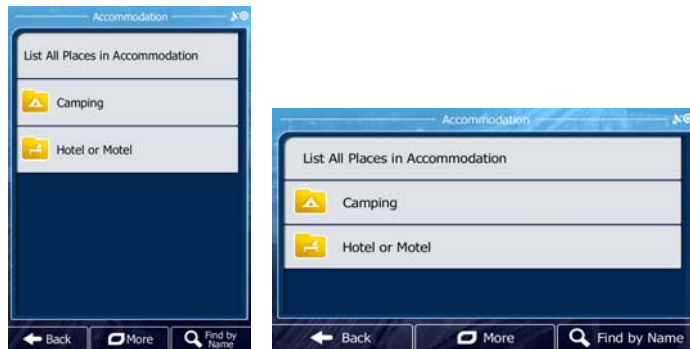 Accommodation
List All Places in Accommodation
Camping
Hotel or Motel
Back
More
Find by
Name
Accommodation
List All Places in Accommodation
Camping
Hotel or Motel
Back
More
Find by Name